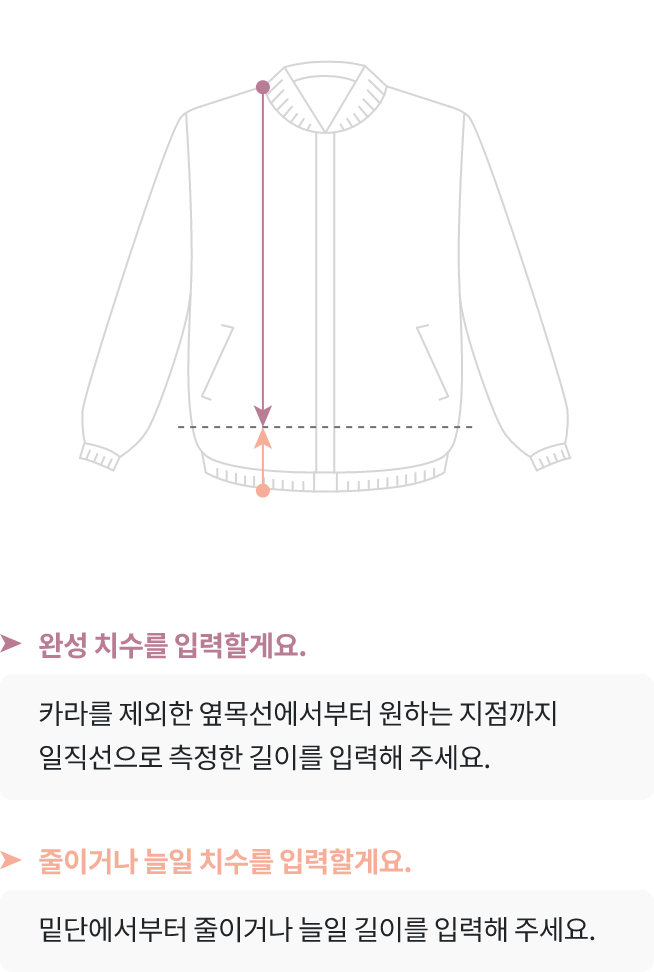 완성 치수를 입력할게요.
카라를 제외한 옆목선에서부터 원하는 지점까지
일직선으로 측정한 길이를 입력해 주세요.
줄이거나 늘일 치수를 입력할게요.
밑단에서부터 줄이거나 늘일 길이를 입력해 주세요.